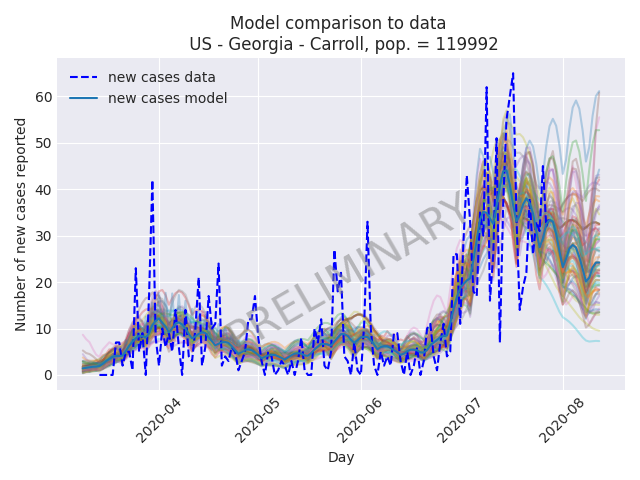 Model comparison to data
US - Georgia - Carroll, pop. = 119992
new cases data
new cases model
Number of new cases reported
60
50
40
30
20
10
0
PRELIMINARY
2020-04
2020-05
2020-06
2020-07
2020-08
Day